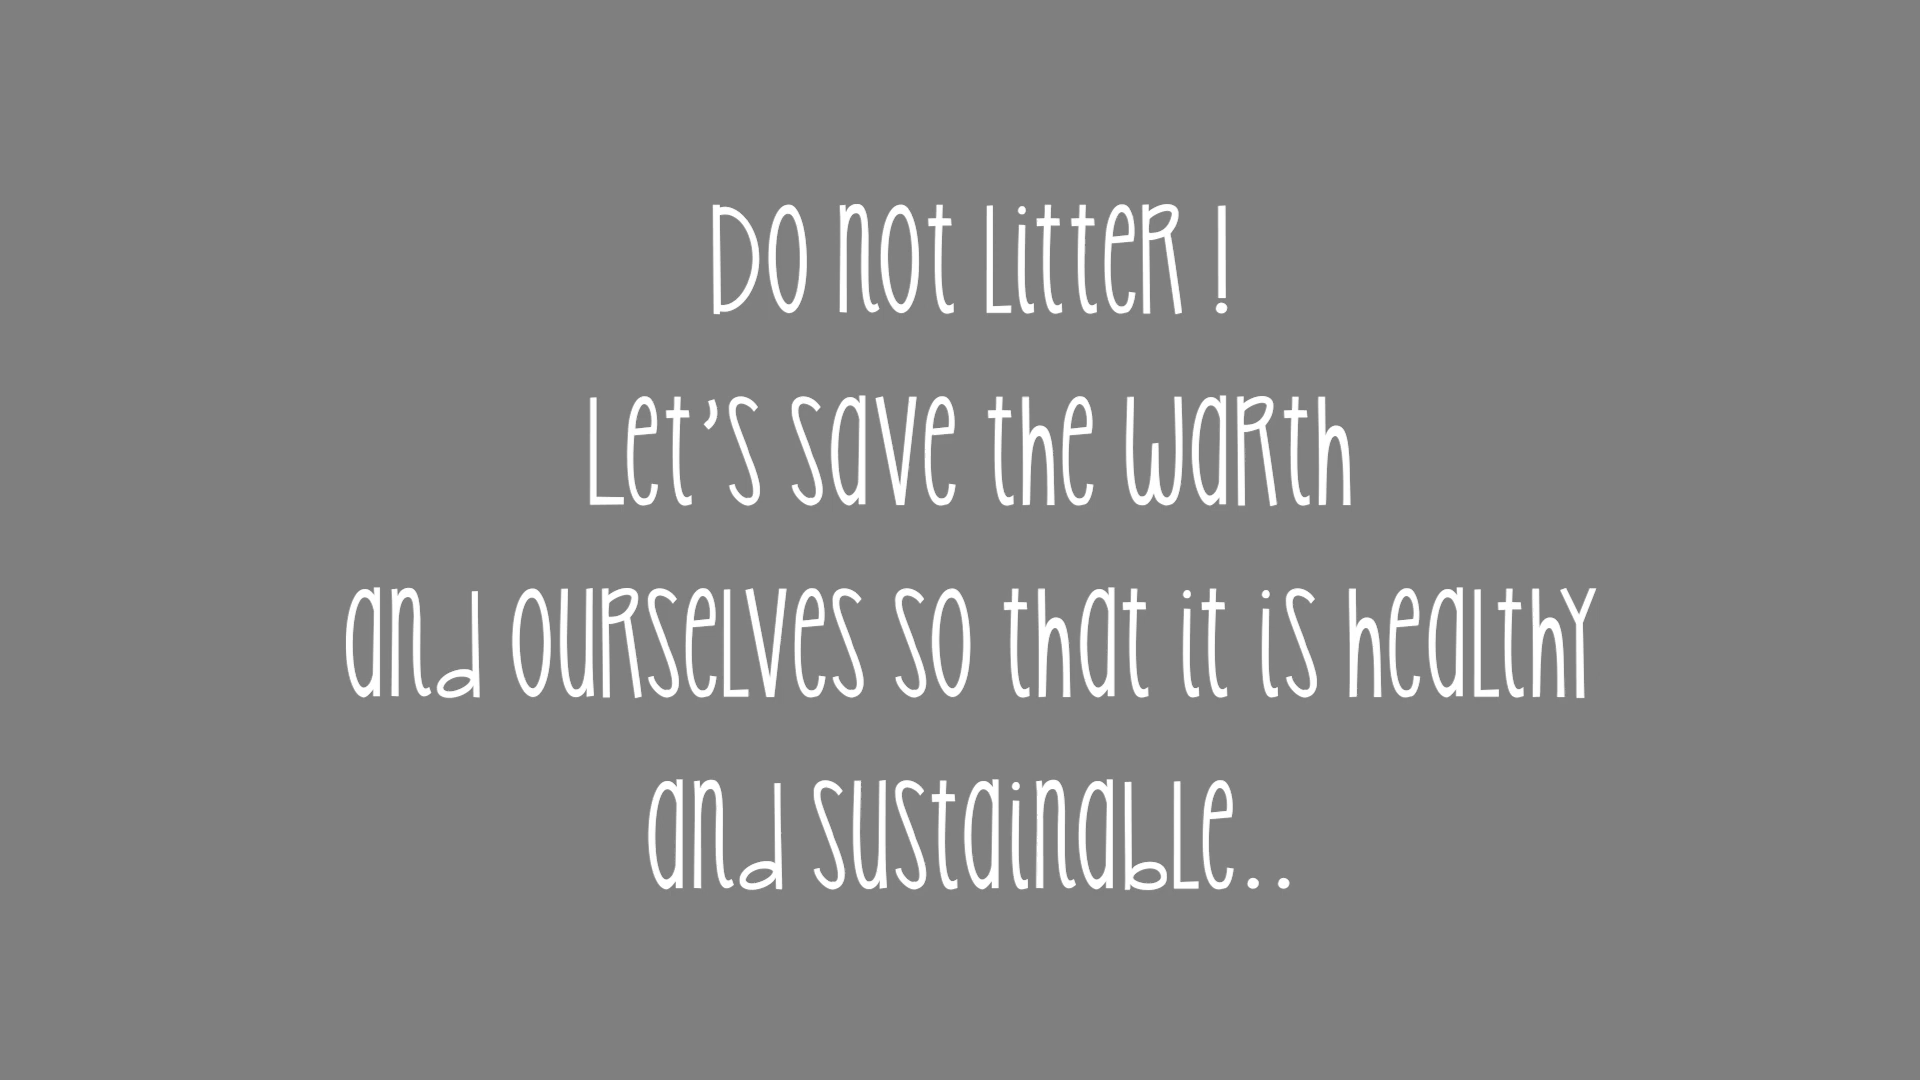 Do not Litter !
Let's save the warth
and ourselves so that it is healthy
and sustainable..